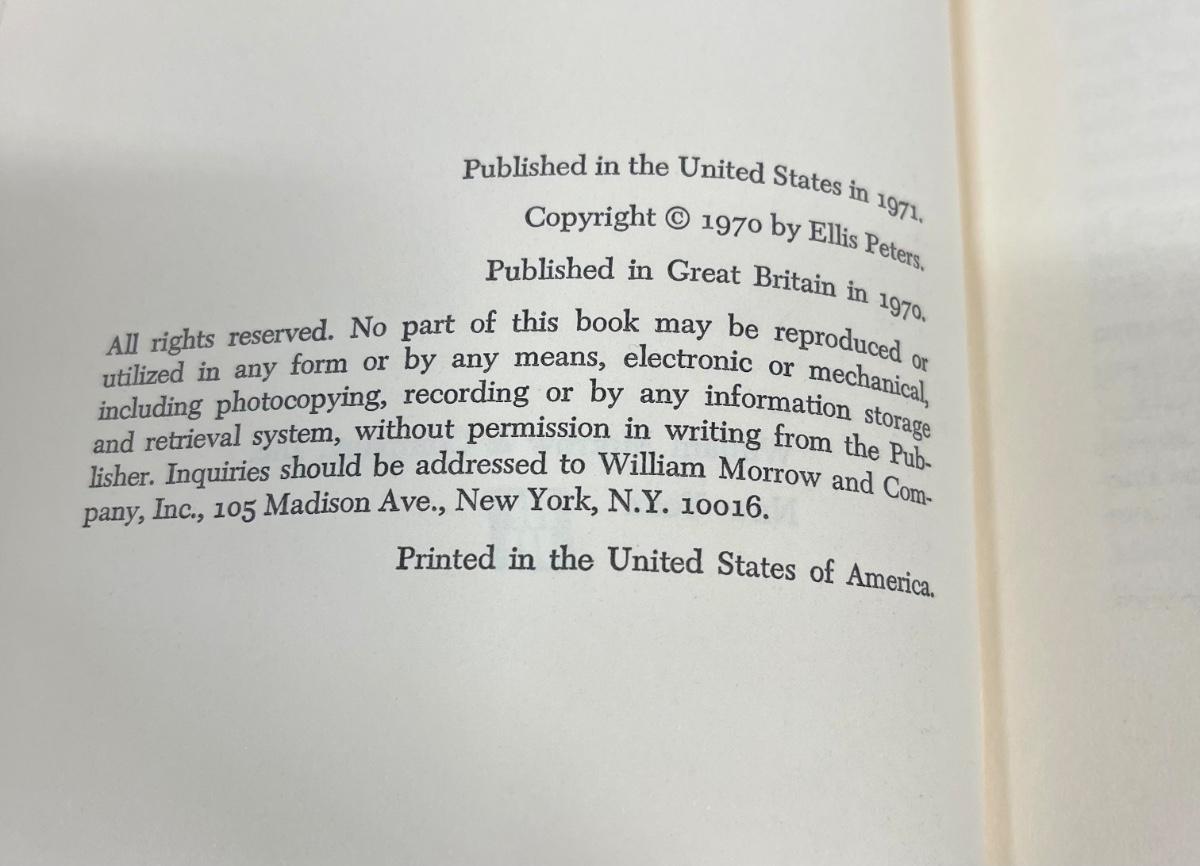 Published in the United States in 1971.
Copyright © 1970 by Ellis Peters.
Published in Great Britain in 1970.
All rights reserved. No part of this book may be reproduced or
utilized in any form or by any means, electronic or mechanical,
including photocopying, recording or by any information storage
and retrieval system, without permission in writing from the Pub-
lisher. Inquiries should be addressed to William Morrow and Com-
pany, Inc., 105 Madison Ave., New York, N.Y. 10016.
Printed in the United States of America.